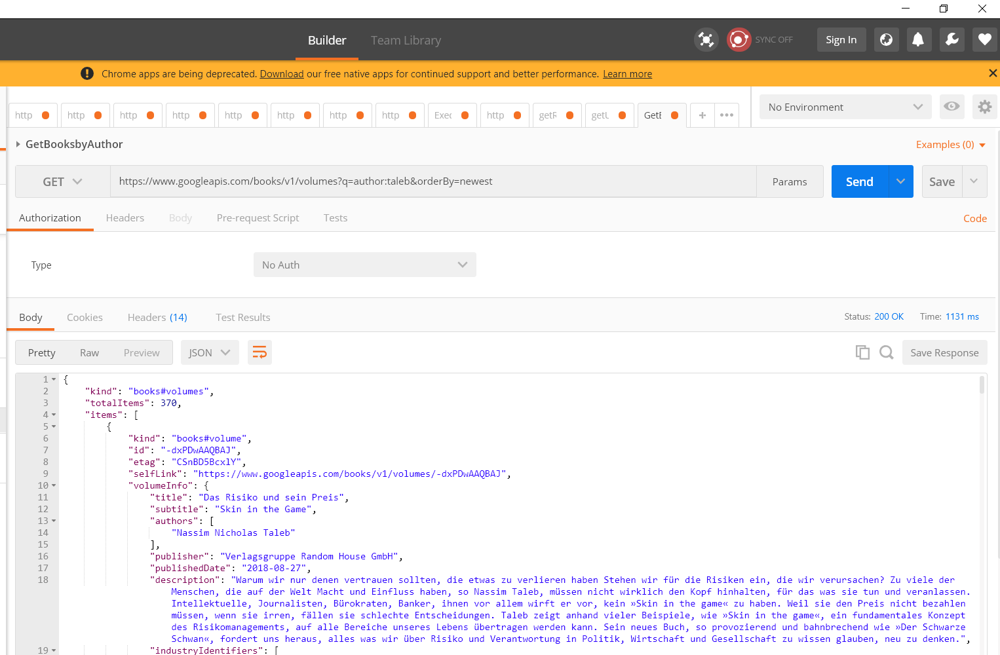 Builder Team Library SYNC OFF Sign In
Chrome apps are being deprecated. Download our free native apps for continued support and better performance. Learn more
http http http http http http http http Exec http getR getU GetB + ••• No Environment
GetBooksbyAuthor Examples (0)
GET https://www.googleapis.com/books/v1/volumes?q=author:taleb&orderBy=newest Params Send Save
Authorization Headers Body Pre-request Script Tests Code
Type No Auth
Body Cookies Headers (14) Test Results Status: 200 OK Time: 1131 ms
Pretty Raw Preview JSON Save Response
1 {
2 "kind": "books#volumes",
3 "totalItems": 370,
4 "items": [
5 {
6 "kind": "books#volume",
7 "id": "-dxPDwAAQBAJ",
8 "etag": "CSnBD5BcxlY",
9 "selfLink": "https://www.googleapis.com/books/v1/volumes/-dxPDwAAQBAJ",
10 "volumeInfo": {
11 "title": "Das Risiko und sein Preis",
12 "subtitle": "Skin in the Game",
13 "authors": [
14 "Nassim Nicholas Taleb"
15 ],
16 "publisher": "Verlagsgruppe Random House GmbH",
17 "publishedDate": "2018-08-27",
18 "description": "Warum wir nur denen vertrauen sollten, die etwas zu verlieren haben Stehen wir für die Risiken ein, die wir verursachen? Zu viele der
Menschen, die auf der Welt Macht und Einfluss haben, so Nassim Taleb, müssen nicht wirklich den Kopf hinhalten, für das was sie tun und veranlassen.
Intellektuelle, Journalisten, Bürokraten, Banker, ihnen vor allem wirft er vor, kein »Skin in the game« zu haben. Weil sie den Preis nicht bezahlen
müssen, wenn sie irren, fällen sie schlechte Entscheidungen. Taleb zeigt anhand vieler Beispiele, wie »Skin in the game«, ein fundamentales Konzept
des Risikomanagements, auf alle Bereiche unseres Lebens übertragen werden kann. Sein neues Buch, so provozierend und bahnbrechend wie »Der Schwarze
Schwan«, fordert uns heraus, alles was wir über Risiko und Verantwortung in Politik, Wirtschaft und Gesellschaft zu wissen glauben, neu zu denken.",
19 "industryIdentifiers": [